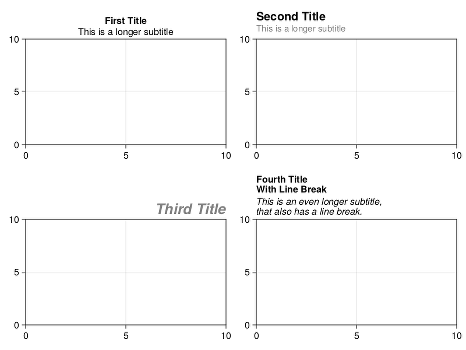 First Title
This is a longer subtitle
10
5
0
0 5 10
Second Title
This is a longer subtitle
10
5
0
0 5 10
Third Title
10
5
0
0 5 10
Fourth Title
With Line Break
This is an even longer subtitle,
that also has a line break.
10
5
0
0 5 10